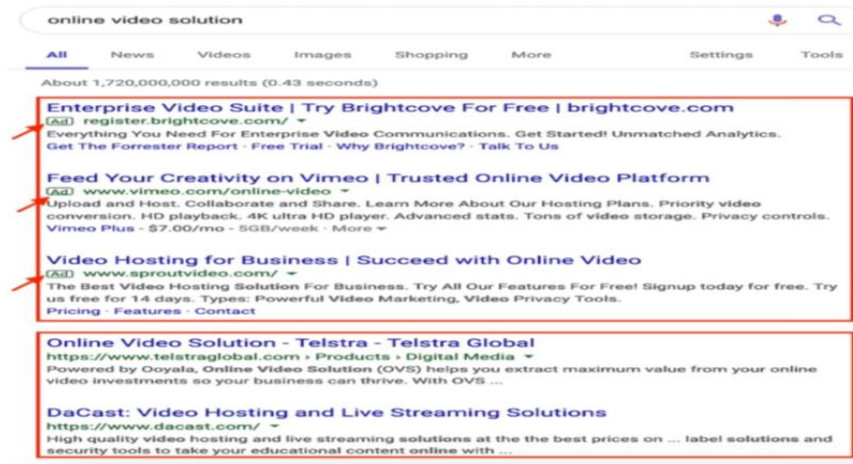 online video solution
All News Videos Images Shopping More Settings Tools
About 1,720,000,000 results (0.43 seconds)
Enterprise Video Suite | Try Brightcove For Free | brightcove.com
Ad register.brightcove.com/
Everything You Need For Enterprise Video Communications. Get Started! Unmatched Analytics.
Get The Forrester Report · Free Trial · Why Brightcove? · Talk To Us
Feed Your Creativity on Vimeo | Trusted Online Video Platform
Ad www.vimeo.com/online-video
Upload and Host. Collaborate and Share. Learn More About Our Hosting Plans. Priority video
conversion. HD playback. 4K ultra HD player. Advanced stats. Tons of video storage. Privacy controls.
Vimeo Plus - $7.00/mo - 5GB/week · More
Video Hosting for Business | Succeed with Online Video
Ad www.sproutvideo.com/
The Best Video Hosting Solution For Business. Try All Our Features For Free! Signup today for free. Try
us free for 14 days. Types: Powerful Video Marketing, Video Privacy Tools.
Pricing · Features · Contact
Online Video Solution - Telstra - Telstra Global
https://www.telstraglobal.com › Products › Digital Media
Powered by Ooyala, Online Video Solution (OVS) helps you extract maximum value from your online
video investments so your business can thrive. With OVS ...
DaCast: Video Hosting and Live Streaming Solutions
https://www.dacast.com/
High quality video hosting and live streaming solutions at the the best prices on ... label solutions and
security tools to take your educational content online with ...